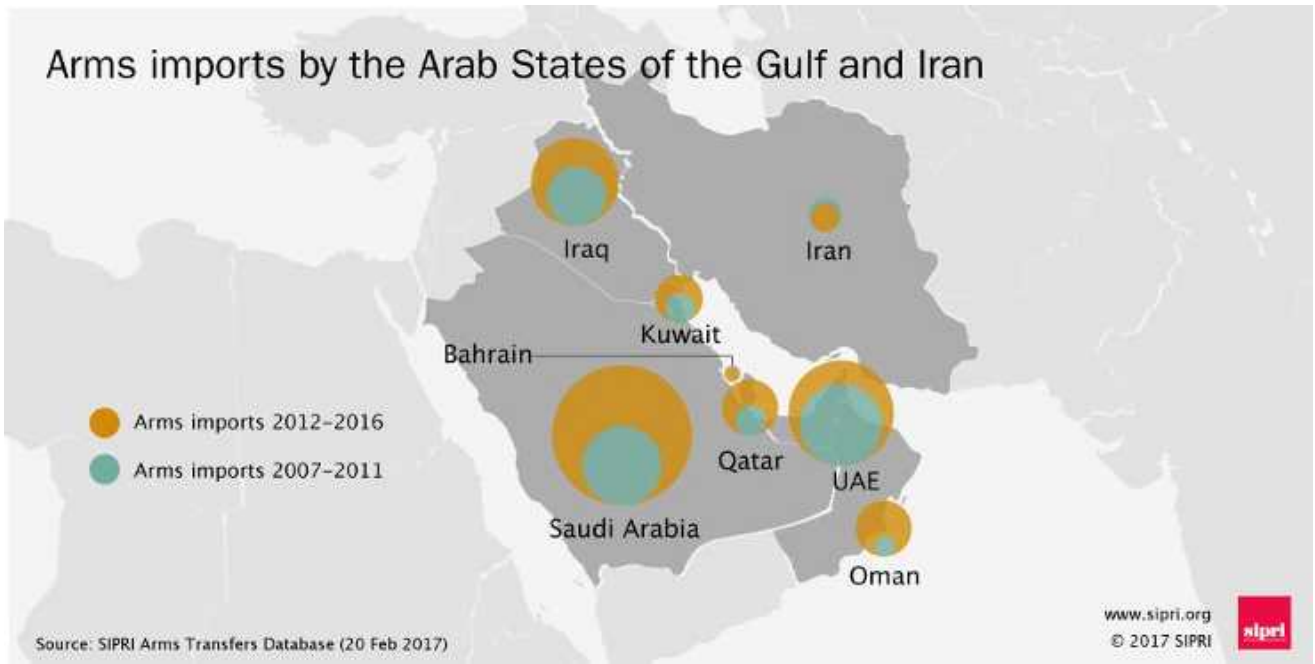 Arms imports by the Arab States of the Gulf and Iran
Iraq
Iran
Kuwait
Bahrain
Arms imports 2012–2016
Arms imports 2007–2011
Qatar
UAE
Saudi Arabia
Oman
www.sipri.org
© 2017 SIPRI
sipri
Source: SIPRI Arms Transfers Database (20 Feb 2017)